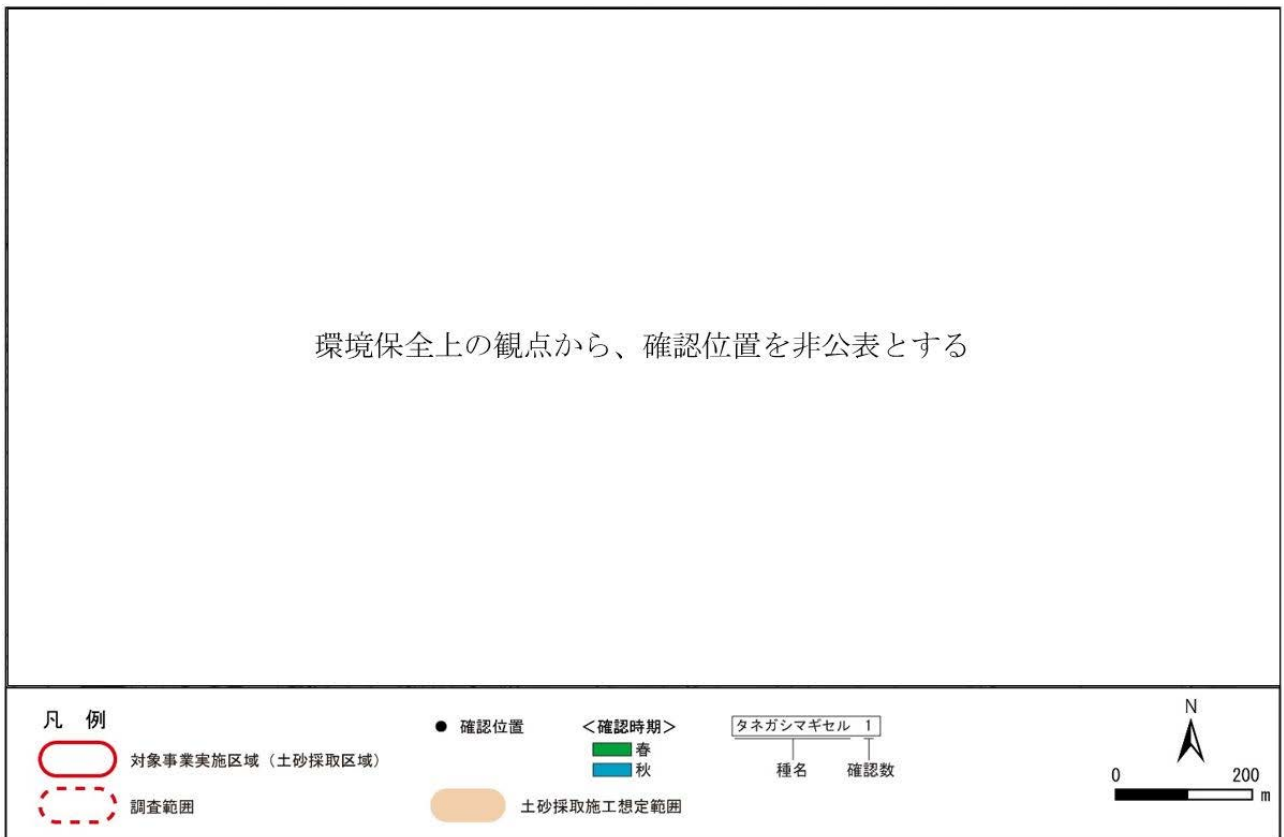 環境保全上の観点から、確認位置を非公表とする
凡 例
対象事業実施区域（土砂採取区域）
調査範囲
● 確認位置
＜確認時期＞
春
秋
土砂採取施工想定範囲
タネガシマギセル 1
種名 確認数
N
0 200
m